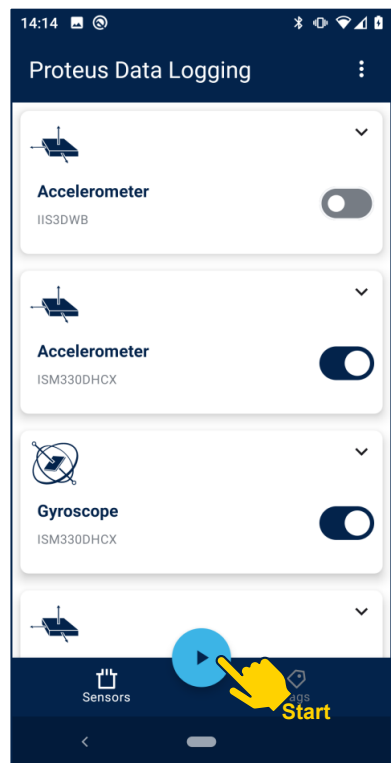 14:14
Proteus Data Logging
Accelerometer
IIS3DWB
Accelerometer
ISM330DHCX
Gyroscope
ISM330DHCX
Sensors
Start